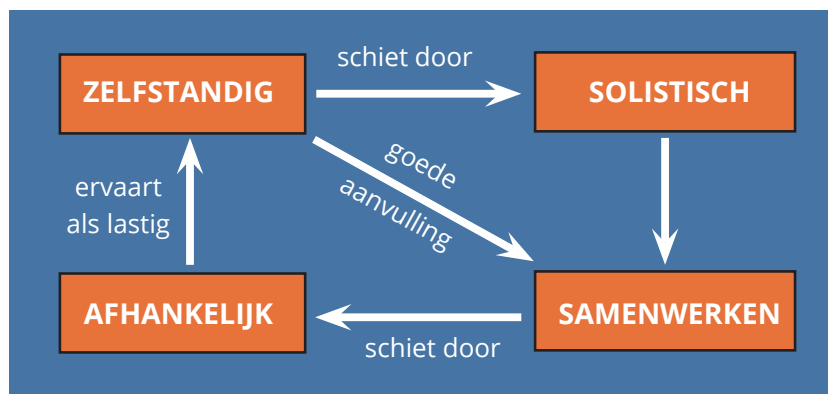 schiet door
ZELFSTANDIG
SOLISTISCH
goede
aanvulling
ervaart
als lastig
AFHANKELIJK
SAMENWERKEN
schiet door